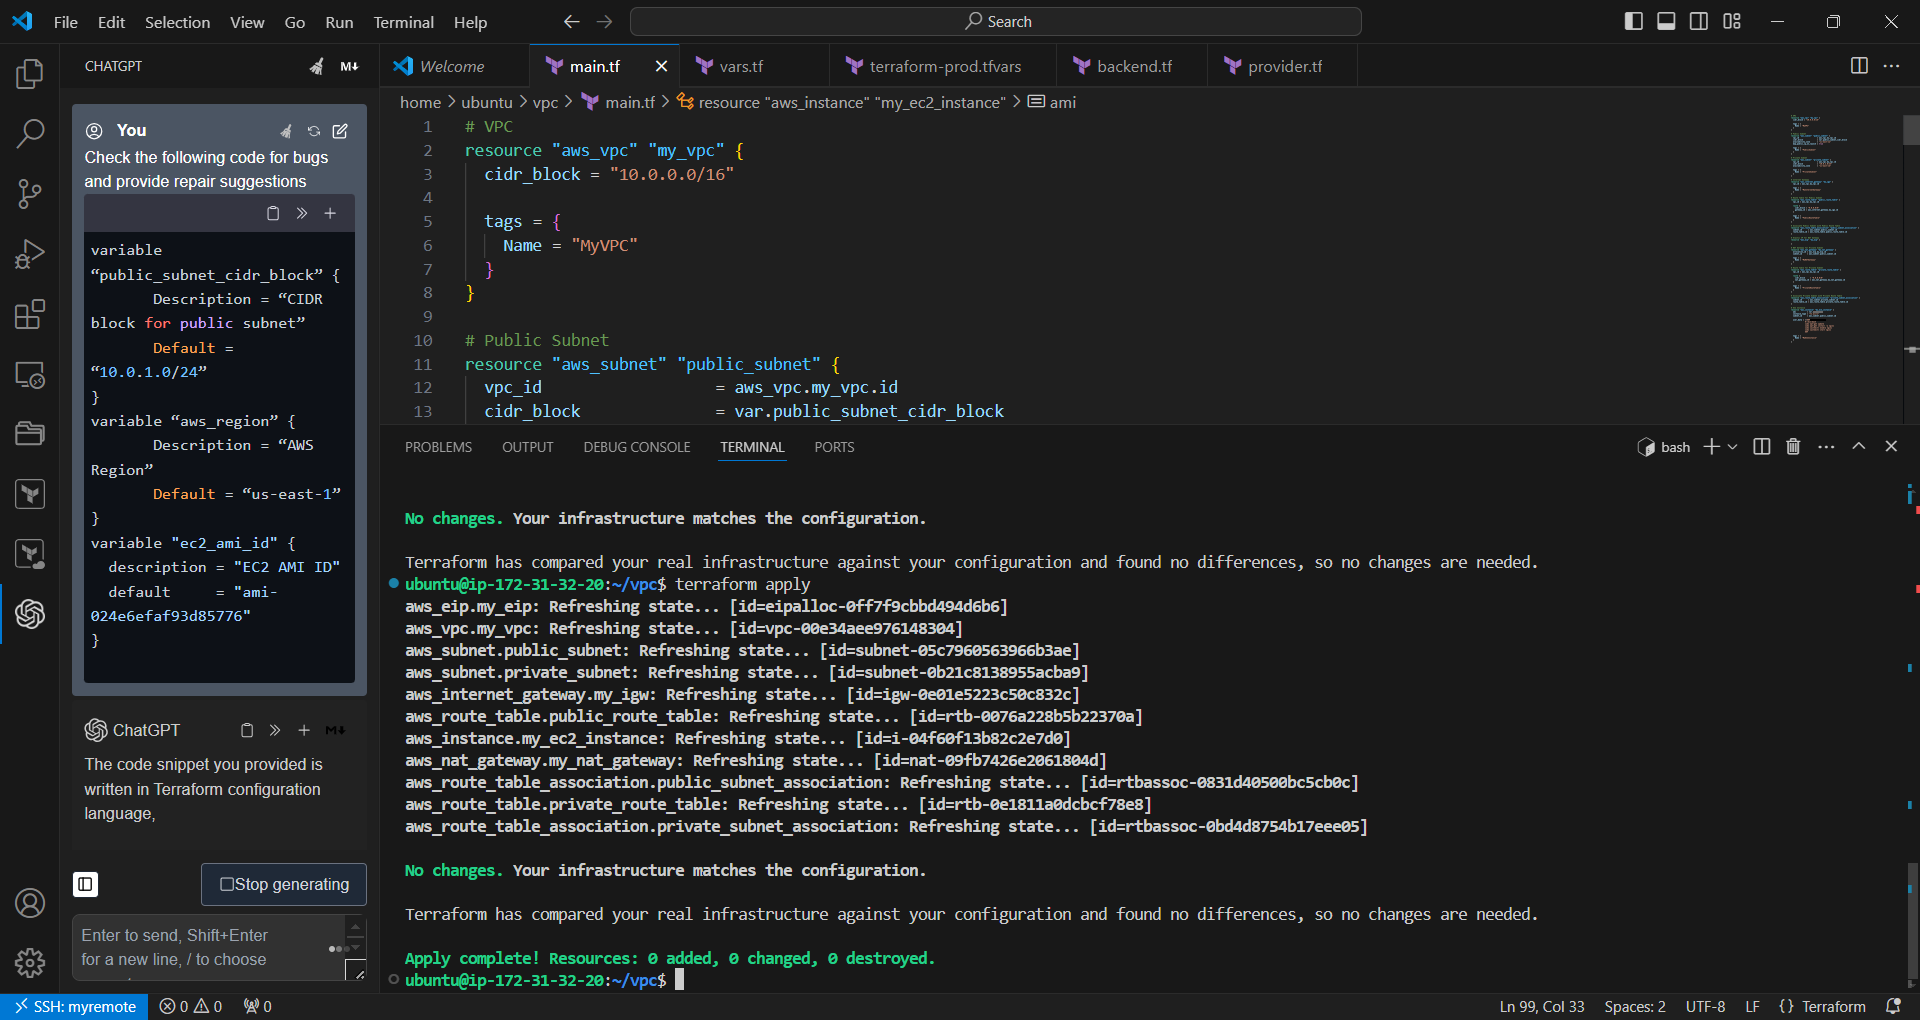 File Edit Selection View Go Run Terminal Help
Search
CHATGPT
M↓
Welcome
main.tf
vars.tf
terraform-prod.tfvars
backend.tf
provider.tf
home > ubuntu > vpc > main.tf > resource "aws_instance" "my_ec2_instance" > ami
You
Check the following code for bugs
and provide repair suggestions
variable
“public_subnet_cidr_block” {
Description = “CIDR
block for public subnet”
Default =
“10.0.1.0/24”
}
variable “aws_region” {
Description = “AWS
Region”
Default = “us-east-1”
}
variable "ec2_ami_id" {
description = "EC2 AMI ID"
default = "ami-
024e6efaf93d85776"
}
ChatGPT
M↓
The code snippet you provided is
written in Terraform configuration
language,
Stop generating
Enter to send, Shift+Enter
for a new line, / to choose
1 # VPC
2 resource "aws_vpc" "my_vpc" {
3 cidr_block = "10.0.0.0/16"
4
5 tags = {
6 Name = "MyVPC"
7 }
8 }
9
10 # Public Subnet
11 resource "aws_subnet" "public_subnet" {
12 vpc_id = aws_vpc.my_vpc.id
13 cidr_block = var.public_subnet_cidr_block
PROBLEMS OUTPUT DEBUG CONSOLE TERMINAL PORTS
bash
No changes. Your infrastructure matches the configuration.
Terraform has compared your real infrastructure against your configuration and found no differences, so no changes are needed.
ubuntu@ip-172-31-32-20:~/vpc$ terraform apply
aws_eip.my_eip: Refreshing state... [id=eipalloc-0ff7f9cbbd494d6b6]
aws_vpc.my_vpc: Refreshing state... [id=vpc-00e34aee976148304]
aws_subnet.public_subnet: Refreshing state... [id=subnet-05c7960563966b3ae]
aws_subnet.private_subnet: Refreshing state... [id=subnet-0b21c8138955acba9]
aws_internet_gateway.my_igw: Refreshing state... [id=igw-0e01e5223c50c832c]
aws_route_table.public_route_table: Refreshing state... [id=rtb-0076a228b5b22370a]
aws_instance.my_ec2_instance: Refreshing state... [id=i-04f60f13b82c2e7d0]
aws_nat_gateway.my_nat_gateway: Refreshing state... [id=nat-09fb7426e2061804d]
aws_route_table_association.public_subnet_association: Refreshing state... [id=rtbassoc-0831d40500bc5cb0c]
aws_route_table.private_route_table: Refreshing state... [id=rtb-0e1811a0dcbcf78e8]
aws_route_table_association.private_subnet_association: Refreshing state... [id=rtbassoc-0bd4d8754b17eee05]
No changes. Your infrastructure matches the configuration.
Terraform has compared your real infrastructure against your configuration and found no differences, so no changes are needed.
Apply complete! Resources: 0 added, 0 changed, 0 destroyed.
ubuntu@ip-172-31-32-20:~/vpc$
SSH: myremote 0 0 0 Ln 99, Col 33 Spaces: 2 UTF-8 LF {} Terraform